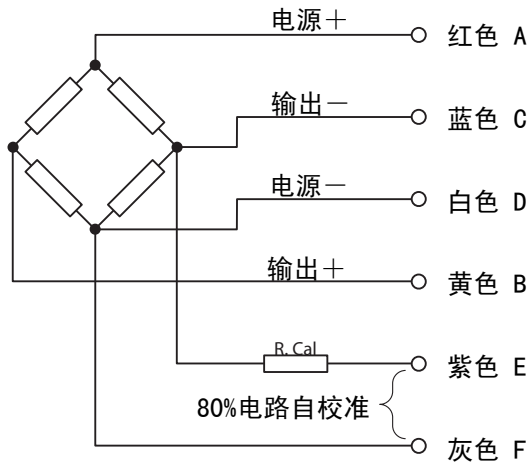 电源＋ 红色 A
输出－ 蓝色 C
电源－ 白色 D
输出＋ 黄色 B
R. Cal 紫色 E
80%电路自校准
灰色 F